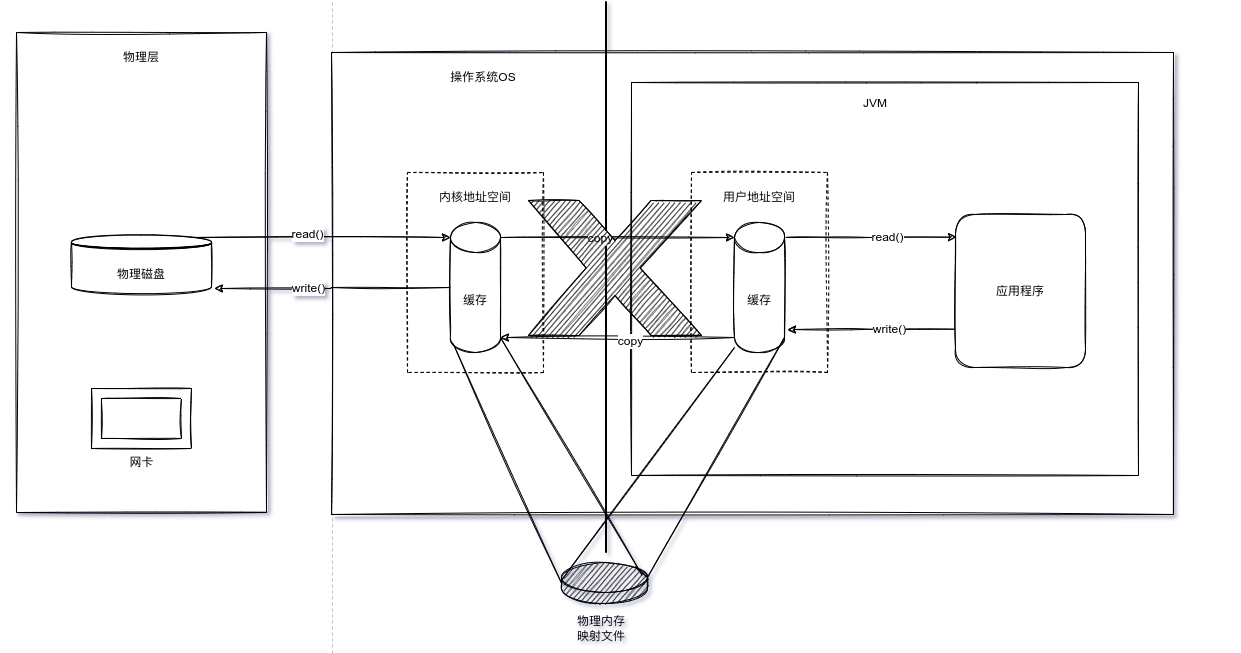 物理层
操作系统OS
JVM
内核地址空间
用户地址空间
read()
copy
read()
物理磁盘
write()
缓存
缓存
应用程序
copy
write()
网卡
物理内存
映射文件